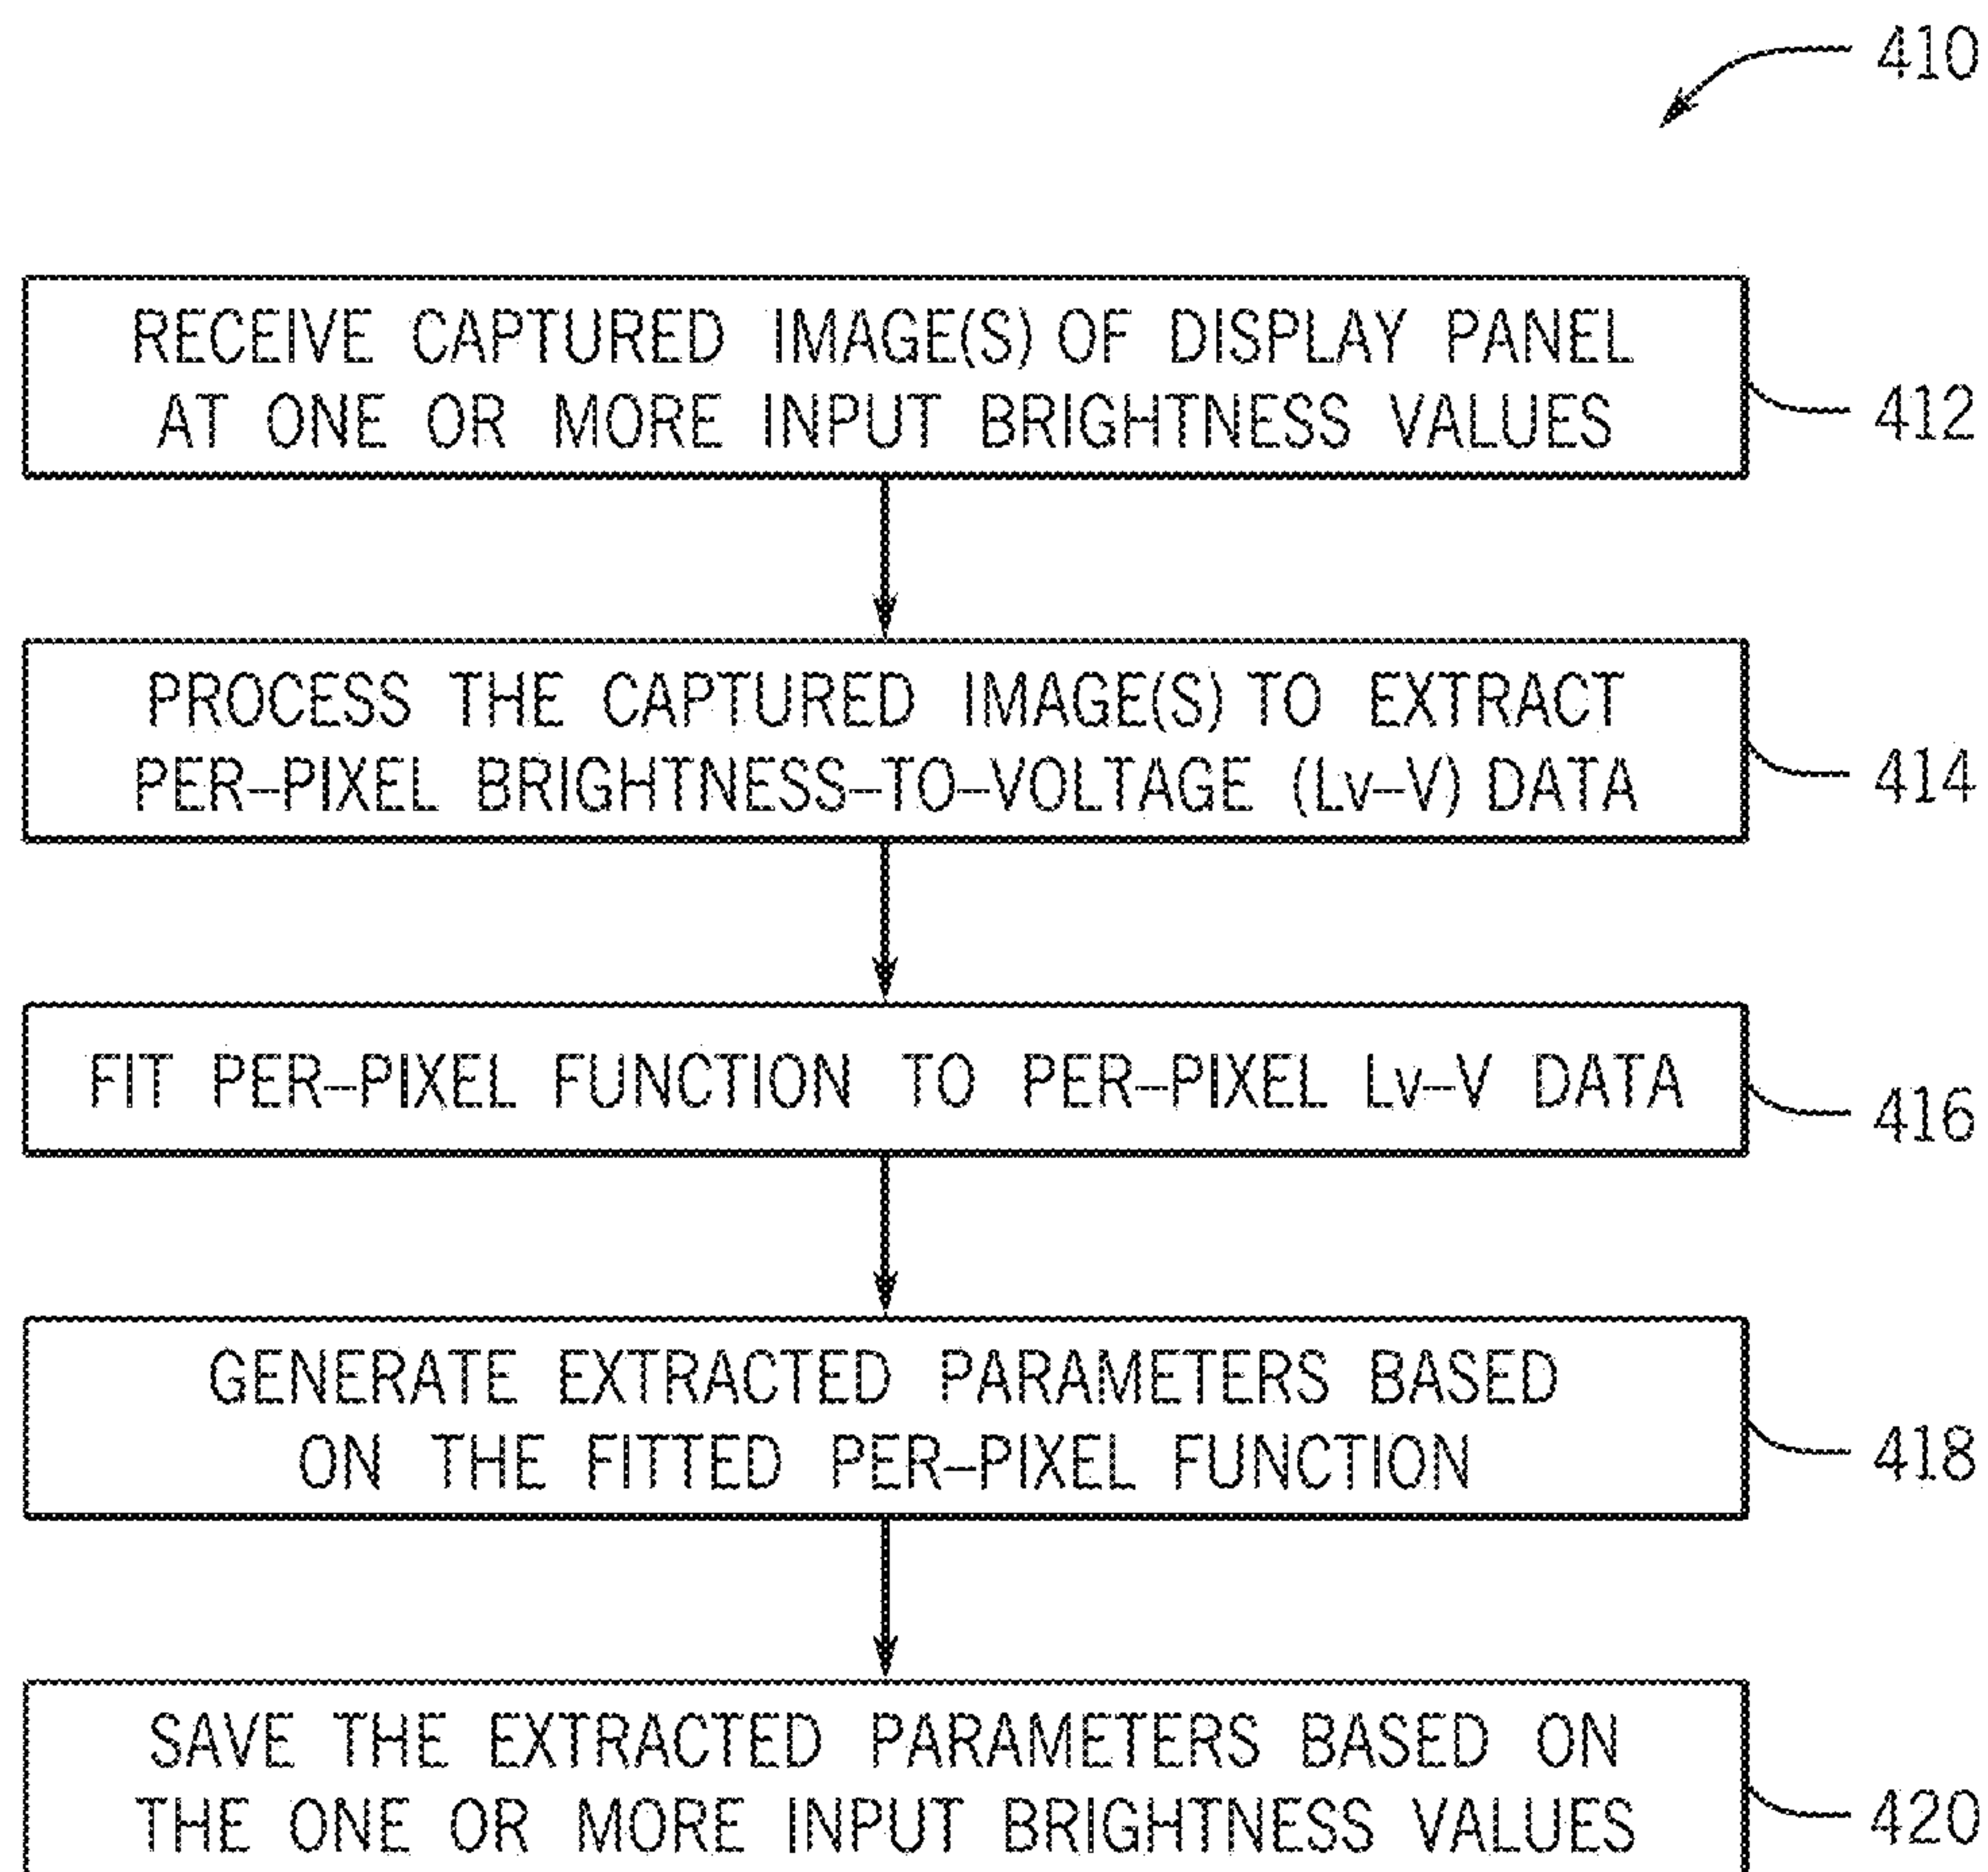 410
RECEIVE CAPTURED IMAGE(S) OF DISPLAY PANEL
AT ONE OR MORE INPUT BRIGHTNESS VALUES
412
PROCESS THE CAPTURED IMAGE(S) TO EXTRACT
PER-PIXEL BRIGHTNESS-TO-VOLTAGE (Lv-V) DATA
414
FIT PER-PIXEL FUNCTION TO PER-PIXEL Lv-V DATA
416
GENERATE EXTRACTED PARAMETERS BASED
ON THE FITTED PER-PIXEL FUNCTION
418
SAVE THE EXTRACTED PARAMETERS BASED ON
THE ONE OR MORE INPUT BRIGHTNESS VALUES
420